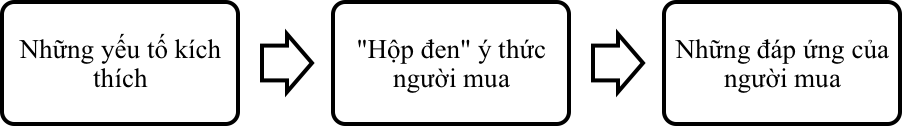 Những yếu tố kích
thích
"Hộp đen" ý thức
người mua
Những đáp ứng của
người mua